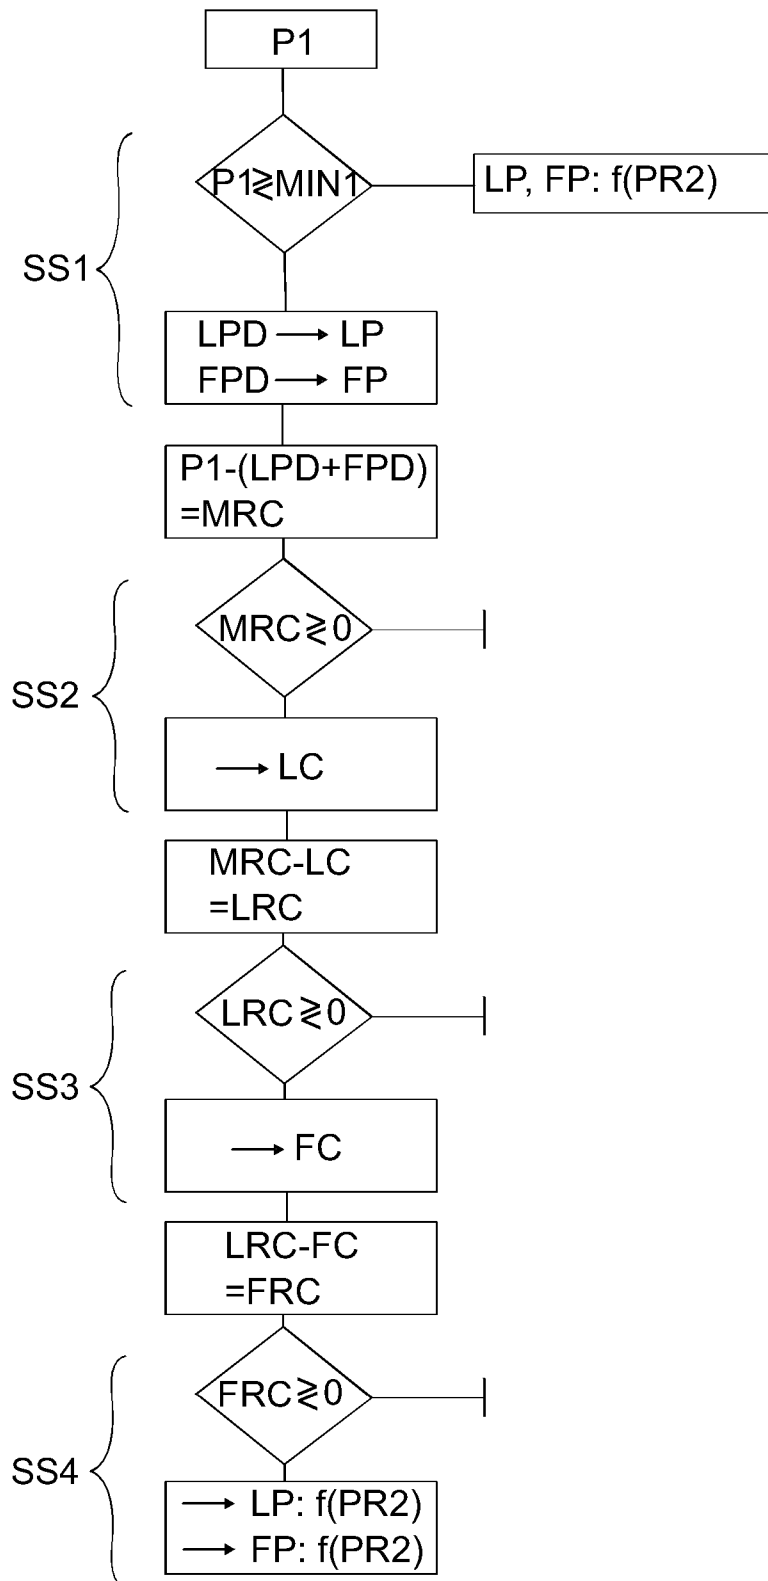 P1
P1≷MIN1
LP, FP: f(PR2)
SS1
LPD → LP
FPD → FP
P1-(LPD+FPD)
=MRC
MRC≷0
SS2
→ LC
MRC-LC
=LRC
LRC≷0
SS3
→ FC
LRC-FC
=FRC
FRC≷0
SS4
→ LP: f(PR2)
→ FP: f(PR2)